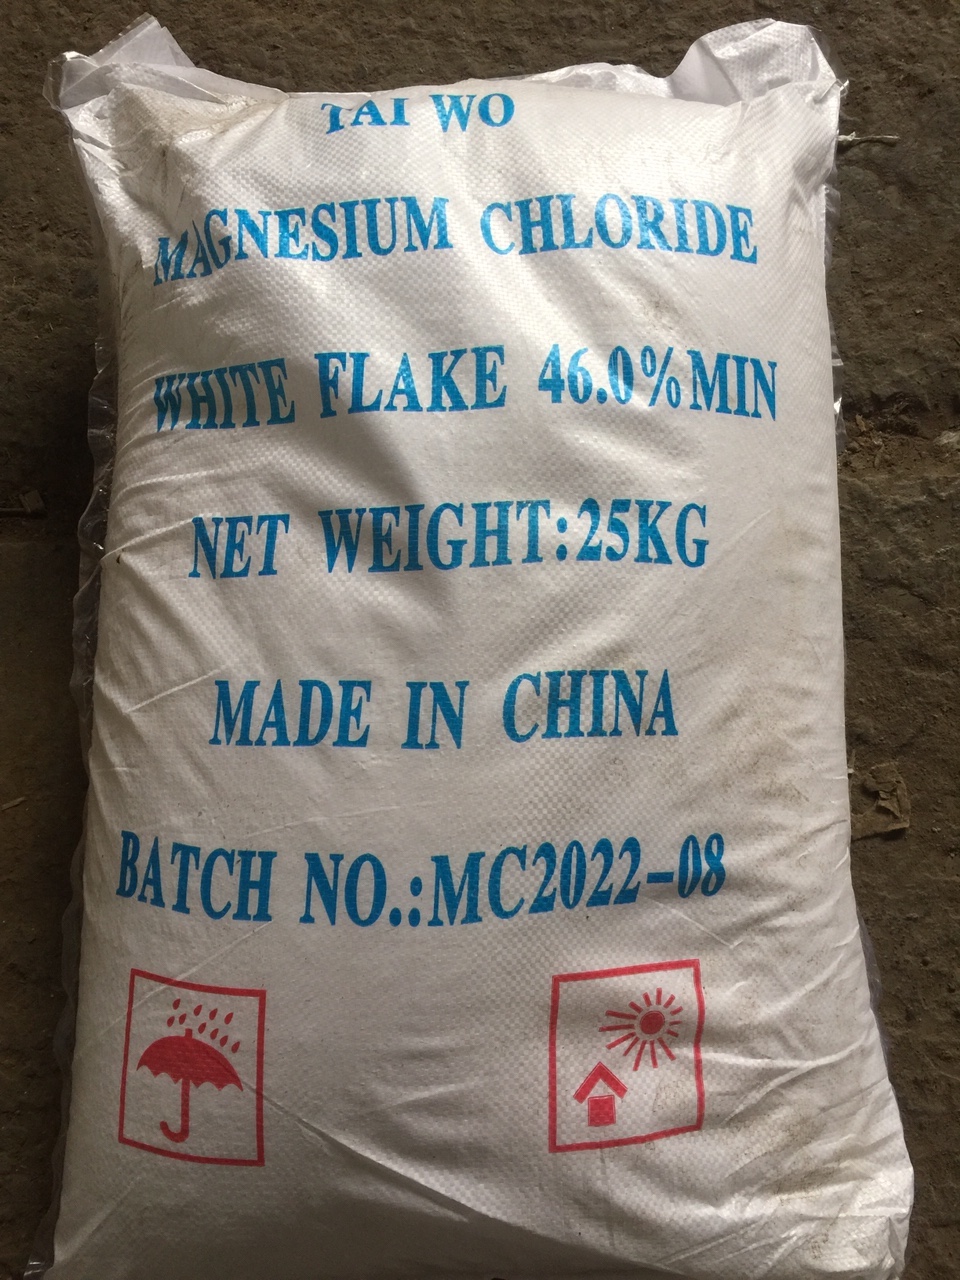 TAI WO
MAGNESIUM CHLORIDE
WHITE FLAKE 46.0%MIN
NET WEIGHT:25KG
MADE IN CHINA
BATCH NO.:MC2022-08